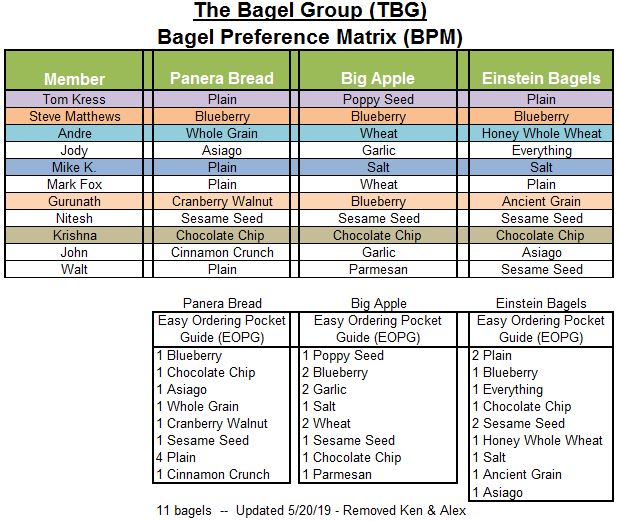 The Bagel Group (TBG)
Bagel Preference Matrix (BPM)
Member Panera Bread Big Apple Einstein Bagels
Tom Kress Plain Poppy Seed Plain
Steve Matthews Blueberry Blueberry Blueberry
Andre Whole Grain Wheat Honey Whole Wheat
Jody Asiago Garlic Everything
Mike K. Plain Salt Salt
Mark Fox Plain Wheat Plain
Gurunath Cranberry Walnut Blueberry Ancient Grain
Nitesh Sesame Seed Sesame Seed Sesame Seed
Krishna Chocolate Chip Chocolate Chip Chocolate Chip
John Cinnamon Crunch Garlic Asiago
Walt Plain Parmesan Sesame Seed
Panera Bread Big Apple Einstein Bagels
Easy Ordering Pocket Easy Ordering Pocket Easy Ordering Pocket
Guide (EOPG) Guide (EOPG) Guide (EOPG)
1 Blueberry 1 Poppy Seed 2 Plain
1 Chocolate Chip 2 Blueberry 1 Blueberry
1 Asiago 2 Garlic 1 Everything
1 Whole Grain 1 Salt 1 Chocolate Chip
1 Cranberry Walnut 2 Wheat 2 Sesame Seed
1 Sesame Seed 1 Sesame Seed 1 Honey Whole Wheat
4 Plain 1 Chocolate Chip 1 Salt
1 Cinnamon Crunch 1 Parmesan 1 Ancient Grain
1 Asiago
11 bagels -- Updated 5/20/19 - Removed Ken & Alex